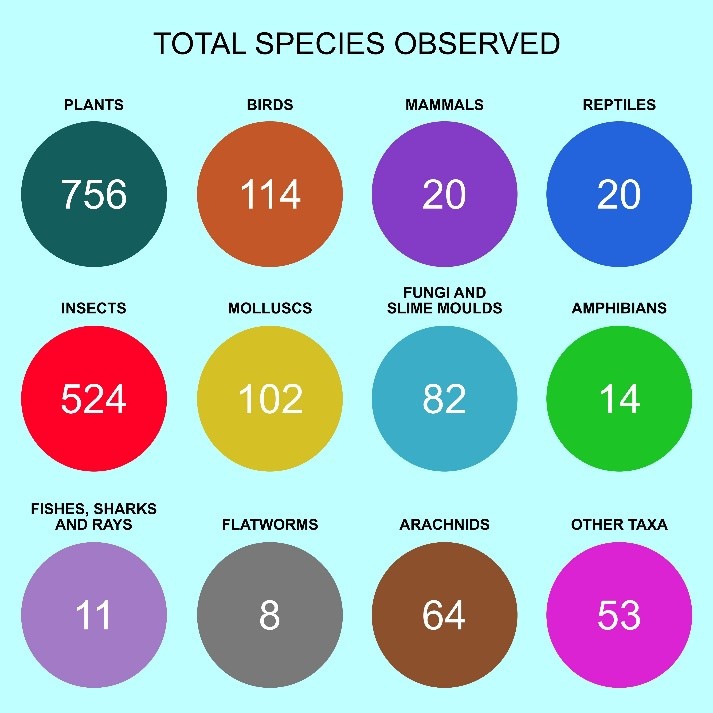 TOTAL SPECIES OBSERVED
PLANTS
BIRDS
MAMMALS
REPTILES
756
114
20
20
INSECTS
MOLLUSCS
FUNGI AND
SLIME MOULDS
AMPHIBIANS
524
102
82
14
FISHES, SHARKS
AND RAYS
FLATWORMS
ARACHNIDS
OTHER TAXA
11
8
64
53